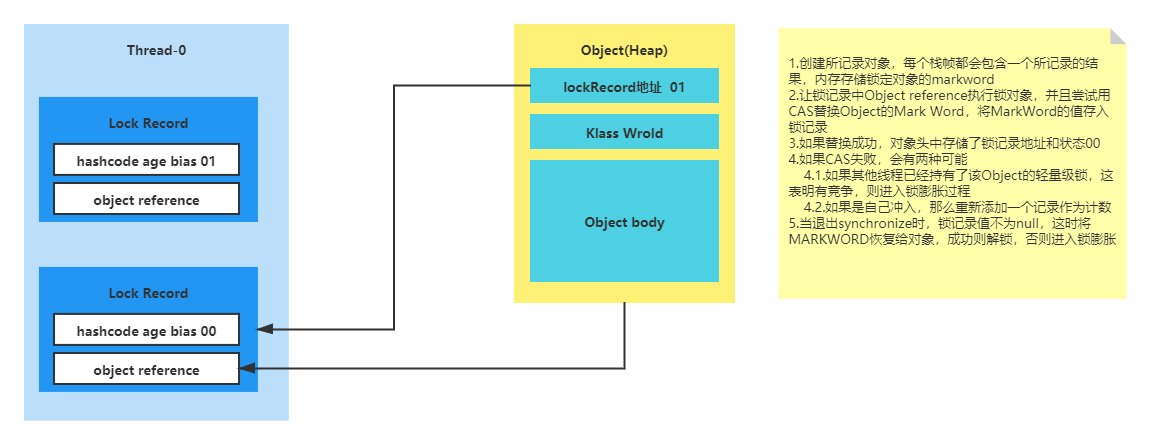 Thread-0
Lock Record
hashcode age bias 01
object reference
Lock Record
hashcode age bias 00
object reference
Object(Heap)
lockRecord地址 01
Klass Wrold
Object body
1.创建所记录对象，每个栈帧都会包含一个所记录的结
果，内存存储锁定对象的markword
2.让锁记录中Object reference执行锁对象，并且尝试用
CAS替换Object的Mark Word，将MarkWord的值存入
锁记录
3.如果替换成功，对象头中存储了锁记录地址和状态00
4.如果CAS失败，会有两种可能
4.1.如果其他线程已经持有了该Object的轻量级锁，这
表明有竞争，则进入锁膨胀过程
4.2.如果是自己冲入，那么重新添加一个记录作为计数
5.当退出synchronize时，锁记录值不为null，这时将
MARKWORD恢复给对象，成功则解锁，否则进入锁膨胀